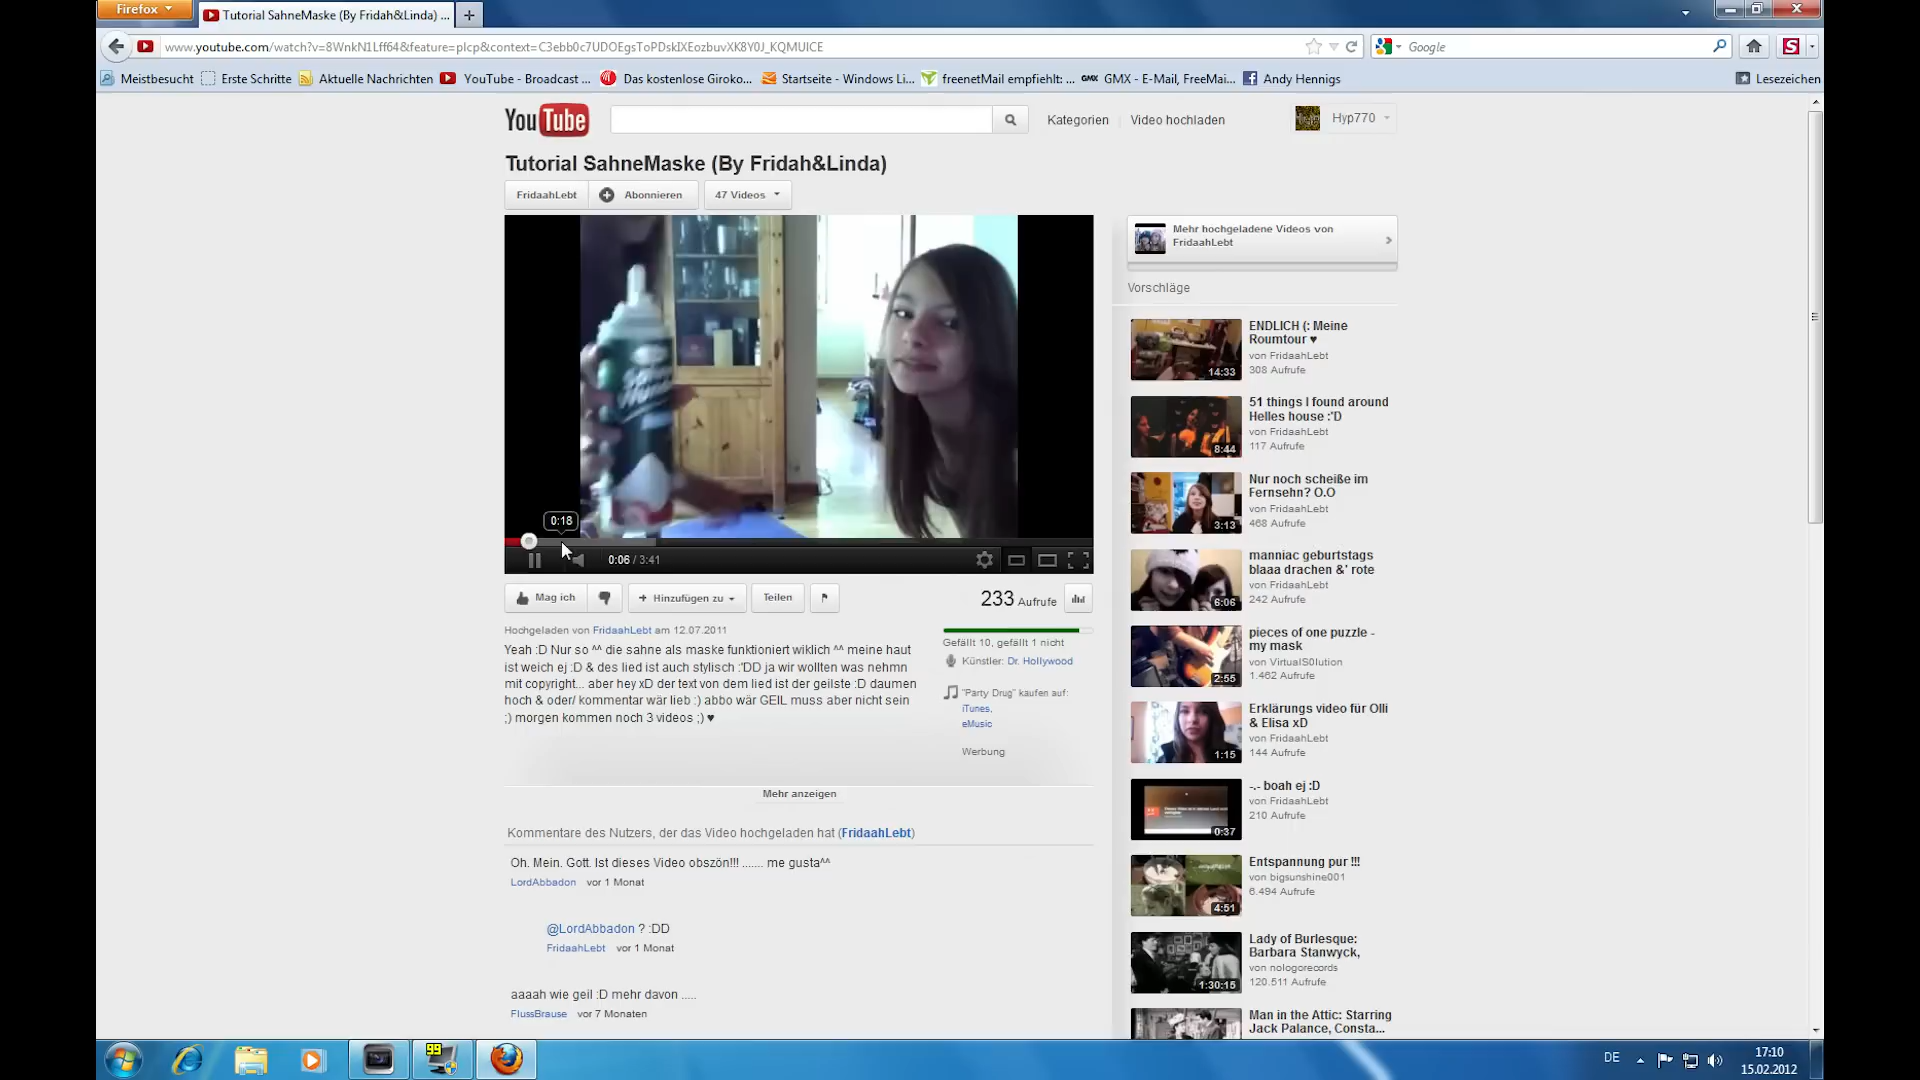 Firefox
Tutorial SahneMaske (By Fridah&Linda) ...
www.youtube.com/watch?v=8WnkN1Lff64&feature=plcp&context=C3ebb0c7UDOEgsToPDskIXEozbuvXK8Y0J_KQMUICE
Google
Meistbesucht Erste Schritte Aktuelle Nachrichten YouTube - Broadcast ... Das kostenlose Giroko... Startseite - Windows Li... freenetMail empfiehlt: ... GMX - E-Mail, FreeMai... Andy Hennigs Lesezeichen
YouTube
Kategorien Video hochladen Hyp770
Tutorial SahneMaske (By Fridah&Linda)
FridaahLebt Abonnieren 47 Videos
0:18
0:06 / 3:41
Mag ich Hinzufügen zu Teilen 233 Aufrufe
Hochgeladen von FridaahLebt am 12.07.2011
Yeah :D Nur so ^^ die sahne als maske funktioniert wiklich ^^ meine haut
ist weich ej :D & des lied ist auch stylisch :'DD ja wir wollten was nehmn
mit copyright... aber hey xD der text von dem lied ist der geilste :D daumen
hoch & oder/ kommentar wär lieb :) abbo wär GEIL muss aber nicht sein
;) morgen kommen noch 3 videos ;) ♥
Gefällt 10, gefällt 1 nicht
Künstler: Dr. Hollywood
"Party Drug" kaufen auf:
iTunes,
eMusic
Werbung
Mehr anzeigen
Kommentare des Nutzers, der das Video hochgeladen hat (FridaahLebt)
Oh. Mein. Gott. Ist dieses Video obszön!!! ....... me gusta^^
LordAbbadon vor 1 Monat
@LordAbbadon ? :DD
FridaahLebt vor 1 Monat
aaaah wie geil :D mehr davon .....
FlussBrause vor 7 Monaten
Mehr hochgeladene Videos von
FridaahLebt
Vorschläge
ENDLICH (: Meine
Roumtour ♥
von FridaahLebt
308 Aufrufe
14:33
51 things I found around
Helles house :'D
von FridaahLebt
117 Aufrufe
8:44
Nur noch scheiße im
Fernsehn? O.O
von FridaahLebt
468 Aufrufe
3:13
manniac geburtstags
blaaa drachen &' rote
von FridaahLebt
242 Aufrufe
6:06
pieces of one puzzle -
my mask
von VirtualS0lution
1.462 Aufrufe
2:55
Erklärungs video für Olli
& Elisa xD
von FridaahLebt
144 Aufrufe
1:15
-.- boah ej :D
von FridaahLebt
210 Aufrufe
0:37
Entspannung pur !!!
von bigsunshine001
6.494 Aufrufe
4:51
Lady of Burlesque:
Barbara Stanwyck,
von nologorecords
120.511 Aufrufe
1:30:15
Man in the Attic: Starring
Jack Palance, Consta...
99
DE
17:10
15.02.2012